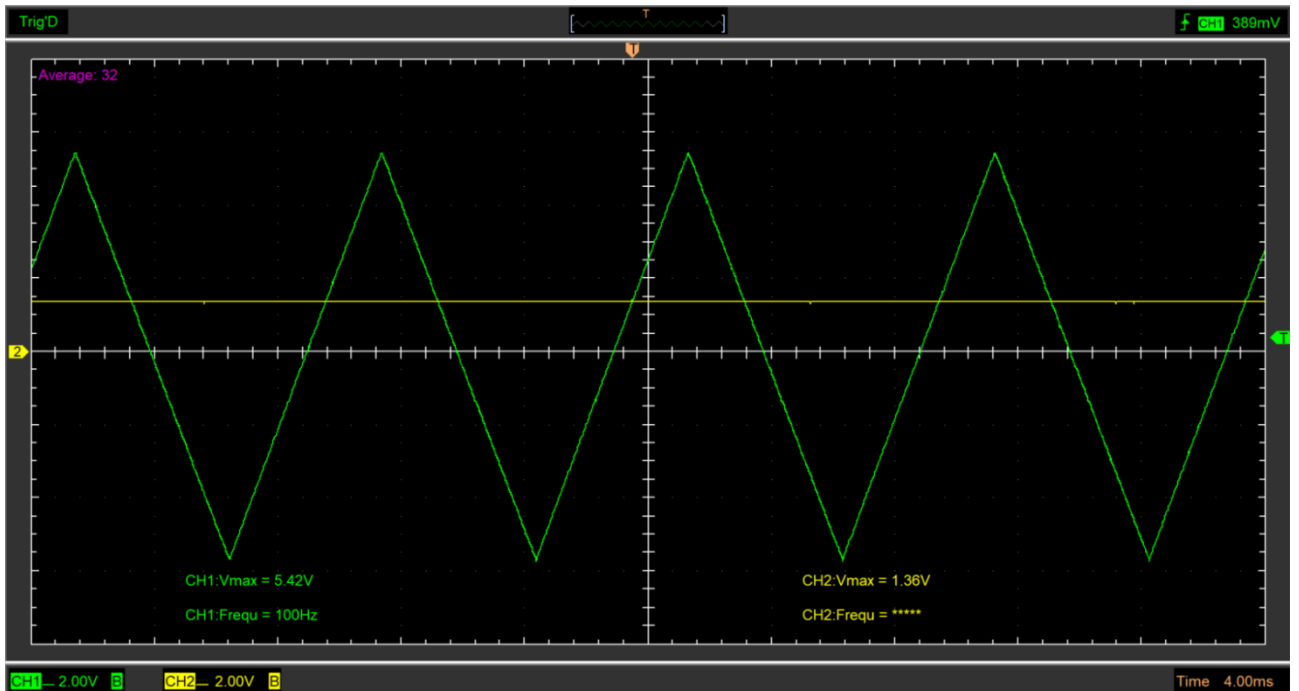 Trig'D
T
CH1 389mV
T
Average: 32
2
T
CH1:Vmax = 5.42V
CH2:Vmax = 1.36V
CH1:Frequ = 100Hz
CH2:Frequ = *****
CH1 2.00V B
CH2 2.00V B
Time 4.00ms